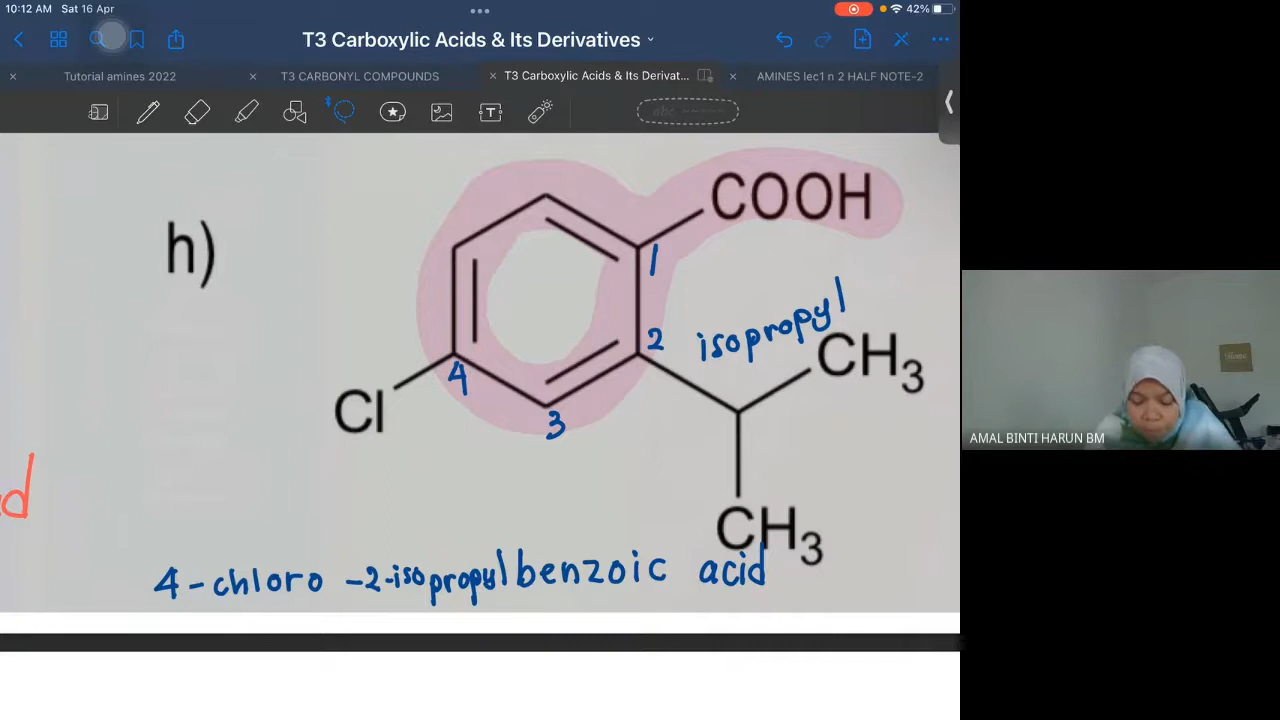 10:12 AM Sat 16 Apr
42%
T3 Carboxylic Acids & Its Derivatives
Tutorial amines 2022
T3 CARBONYL COMPOUNDS
T3 Carboxylic Acids & Its Derivat...
AMINES lec1 n 2 HALF NOTE-2
T
abc
h)
COOH
1
isopropyl
2
CH3
4
Cl
3
CH3
4-chloro -2-isopropylbenzoic acid
AMAL BINTI HARUN BM